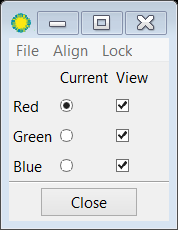 File Align Lock
Current View
Red
Green
Blue
Close